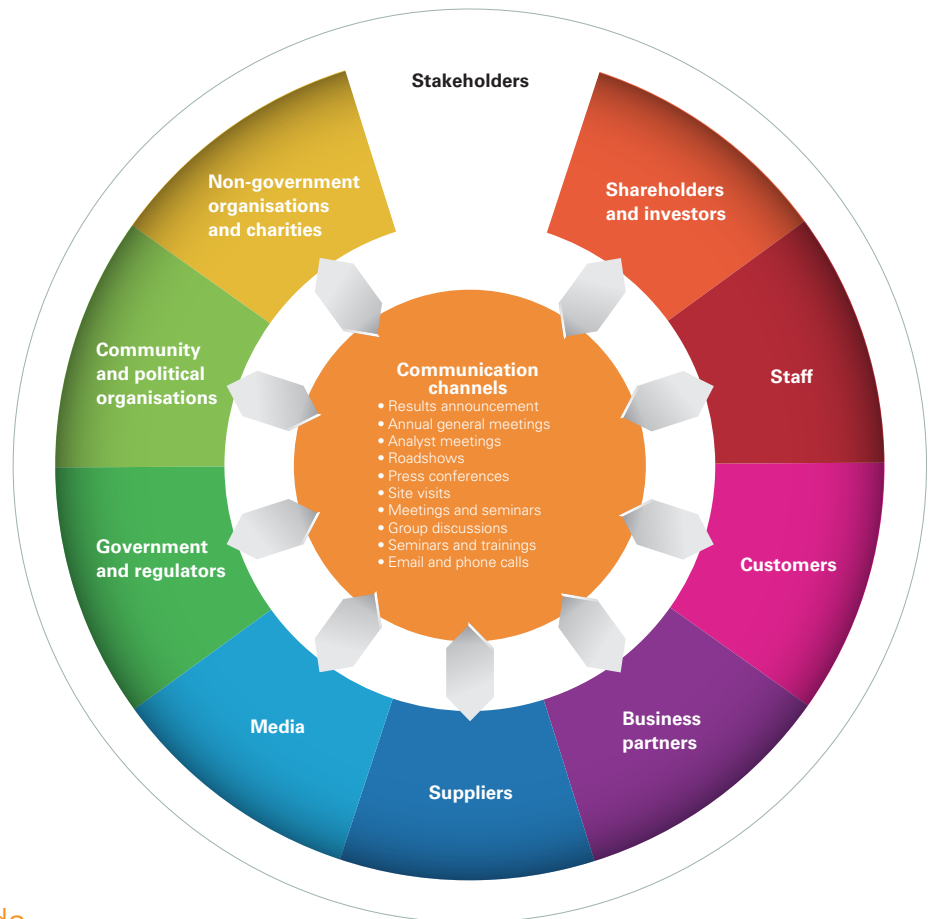 Stakeholders
Shareholders
and investors
Staff
Customers
Business
partners
Suppliers
Media
Government
and regulators
Community
and political
organisations
Non-government
organisations
and charities
Communication
channels
• Results announcement
• Annual general meetings
• Analyst meetings
• Roadshows
• Press conferences
• Site visits
• Meetings and seminars
• Group discussions
• Seminars and trainings
• Email and phone calls